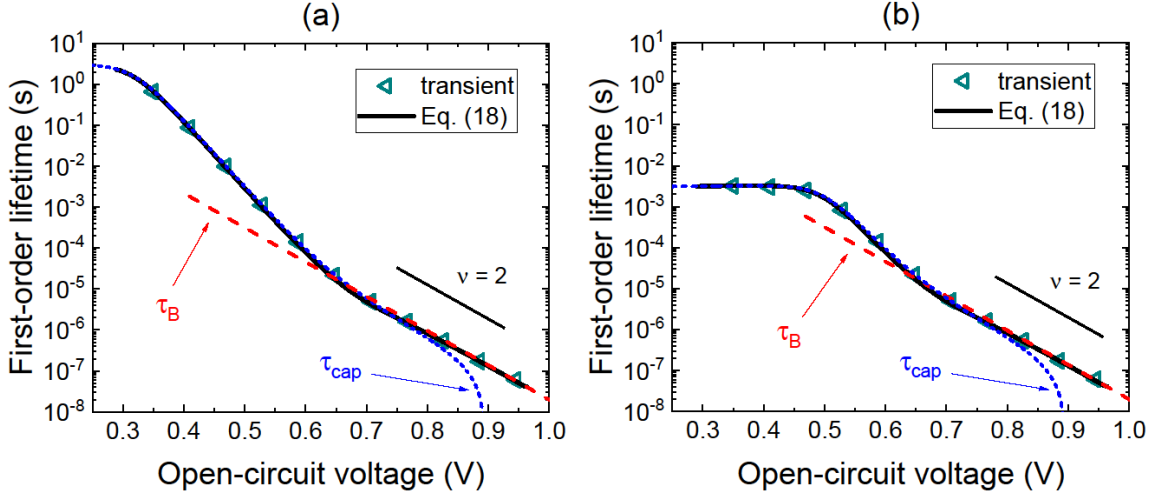 (a)
First-order lifetime (s)
10¹
10⁰
10⁻¹
10⁻²
10⁻³
10⁻⁴
10⁻⁵
10⁻⁶
10⁻⁷
10⁻⁸
transient
Eq. (18)
ν = 2
τB
τcap
0.3 0.4 0.5 0.6 0.7 0.8 0.9 1.0
Open-circuit voltage (V)
(b)
First-order lifetime (s)
10¹
10⁰
10⁻¹
10⁻²
10⁻³
10⁻⁴
10⁻⁵
10⁻⁶
10⁻⁷
10⁻⁸
transient
Eq. (18)
ν = 2
τB
τcap
0.3 0.4 0.5 0.6 0.7 0.8 0.9 1.0
Open-circuit voltage (V)